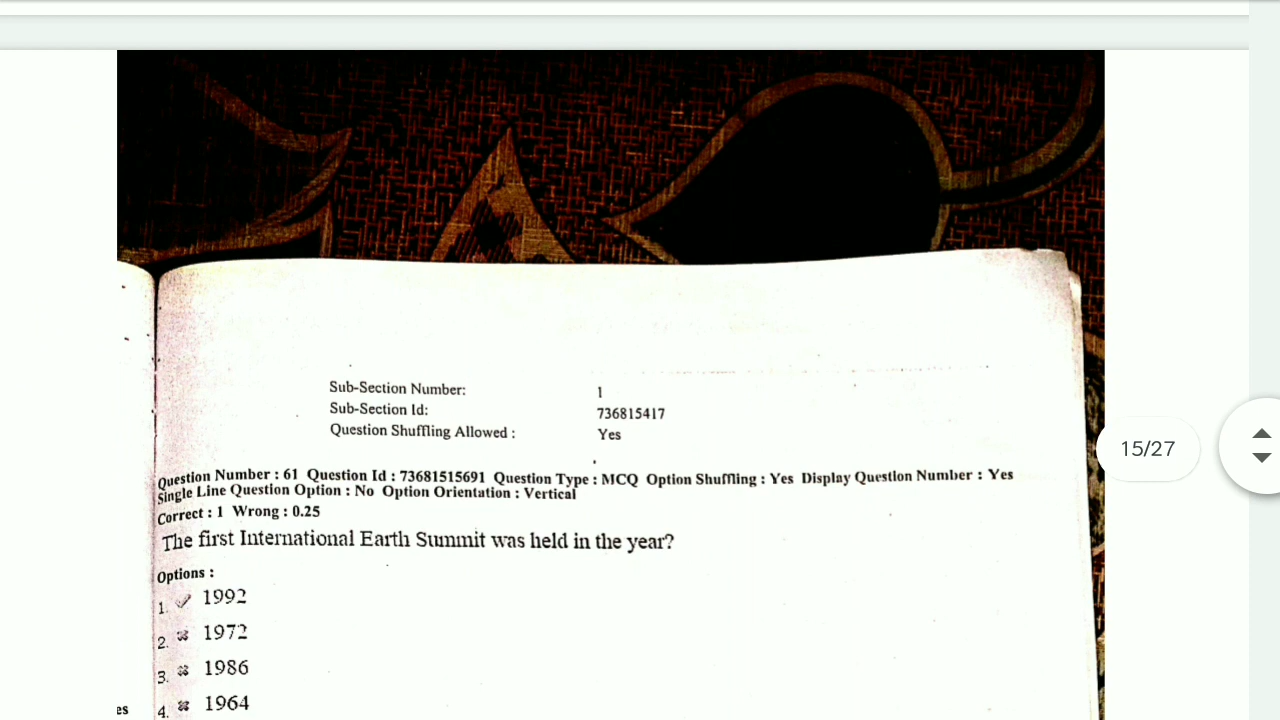 Sub-Section Number: 1
Sub-Section Id: 736815417
Question Shuffling Allowed : Yes
Question Number : 61 Question Id : 73681515691 Question Type : MCQ Option Shuffling : Yes Display Question Number : Yes
Single Line Question Option : No Option Orientation : Vertical
Correct : 1 Wrong : 0.25
The first International Earth Summit was held in the year?
Options :
1. ✓ 1992
2. ✖ 1972
3. ✖ 1986
4. ✖ 1964
es
15/27